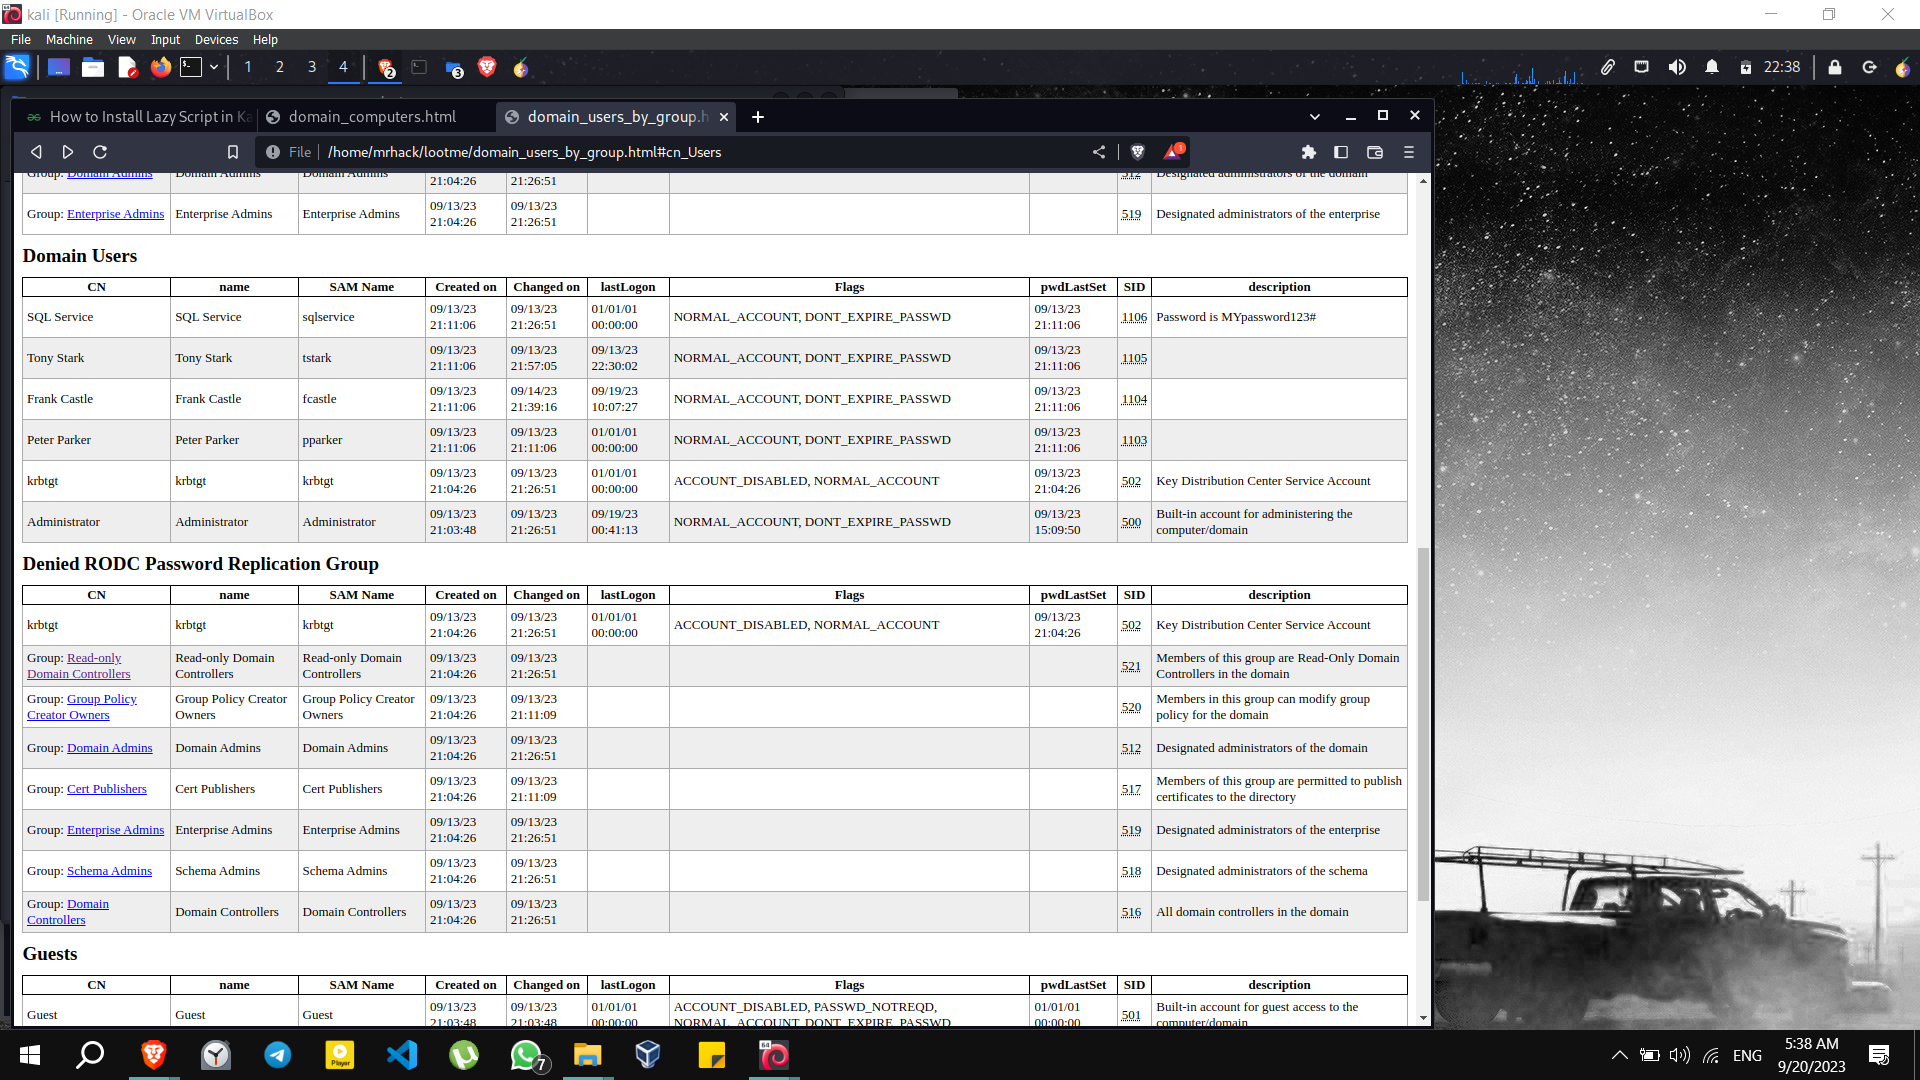 kali [Running] - Oracle VM VirtualBox
File Machine View Input Devices Help
1 2 3 4 2 3 22:38
How to Install Lazy Script in Ka domain_computers.html domain_users_by_group.h
File /home/mrhack/lootme/domain_users_by_group.html#cn_Users 1
Group: Domain Admins Domain Admins Domain Admins 21:04:26 21:26:51 512 Designated administrators of the domain
Group: Enterprise Admins Enterprise Admins Enterprise Admins 09/13/23 21:04:26 09/13/23 21:26:51 519 Designated administrators of the enterprise
Domain Users
CN name SAM Name Created on Changed on lastLogon Flags pwdLastSet SID description
SQL Service SQL Service sqlservice 09/13/23 21:11:06 09/13/23 21:26:51 01/01/01 00:00:00 NORMAL_ACCOUNT, DONT_EXPIRE_PASSWD 09/13/23 21:11:06 1106 Password is MYpassword123#
Tony Stark Tony Stark tstark 09/13/23 21:11:06 09/13/23 21:57:05 09/13/23 22:30:02 NORMAL_ACCOUNT, DONT_EXPIRE_PASSWD 09/13/23 21:11:06 1105
Frank Castle Frank Castle fcastle 09/13/23 21:11:06 09/14/23 21:39:16 09/19/23 10:07:27 NORMAL_ACCOUNT, DONT_EXPIRE_PASSWD 09/13/23 21:11:06 1104
Peter Parker Peter Parker pparker 09/13/23 21:11:06 09/13/23 21:11:06 01/01/01 00:00:00 NORMAL_ACCOUNT, DONT_EXPIRE_PASSWD 09/13/23 21:11:06 1103
krbtgt krbtgt krbtgt 09/13/23 21:04:26 09/13/23 21:26:51 01/01/01 00:00:00 ACCOUNT_DISABLED, NORMAL_ACCOUNT 09/13/23 21:04:26 502 Key Distribution Center Service Account
Administrator Administrator Administrator 09/13/23 21:03:48 09/13/23 21:26:51 09/19/23 00:41:13 NORMAL_ACCOUNT, DONT_EXPIRE_PASSWD 09/13/23 15:09:50 500 Built-in account for administering the computer/domain
Denied RODC Password Replication Group
CN name SAM Name Created on Changed on lastLogon Flags pwdLastSet SID description
krbtgt krbtgt krbtgt 09/13/23 21:04:26 09/13/23 21:26:51 01/01/01 00:00:00 ACCOUNT_DISABLED, NORMAL_ACCOUNT 09/13/23 21:04:26 502 Key Distribution Center Service Account
Group: Read-only Domain Controllers Read-only Domain Controllers Read-only Domain Controllers 09/13/23 21:04:26 09/13/23 21:26:51 521 Members of this group are Read-Only Domain Controllers in the domain
Group: Group Policy Creator Owners Group Policy Creator Owners Group Policy Creator Owners 09/13/23 21:04:26 09/13/23 21:11:09 520 Members in this group can modify group policy for the domain
Group: Domain Admins Domain Admins Domain Admins 09/13/23 21:04:26 09/13/23 21:26:51 512 Designated administrators of the domain
Group: Cert Publishers Cert Publishers Cert Publishers 09/13/23 21:04:26 09/13/23 21:11:09 517 Members of this group are permitted to publish certificates to the directory
Group: Enterprise Admins Enterprise Admins Enterprise Admins 09/13/23 21:04:26 09/13/23 21:26:51 519 Designated administrators of the enterprise
Group: Schema Admins Schema Admins Schema Admins 09/13/23 21:04:26 09/13/23 21:26:51 518 Designated administrators of the schema
Group: Domain Controllers Domain Controllers Domain Controllers 09/13/23 21:04:26 09/13/23 21:26:51 516 All domain controllers in the domain
Guests
CN name SAM Name Created on Changed on lastLogon Flags pwdLastSet SID description
Guest Guest Guest 09/13/23 21:03:48 09/13/23 21:03:48 01/01/01 00:00:00 ACCOUNT_DISABLED, PASSWD_NOTREQD, NORMAL_ACCOUNT, DONT_EXPIRE_PASSWD 01/01/01 00:00:00 501 Built-in account for guest access to the computer/domain
Player 7 64 ENG 5:38 AM
9/20/2023